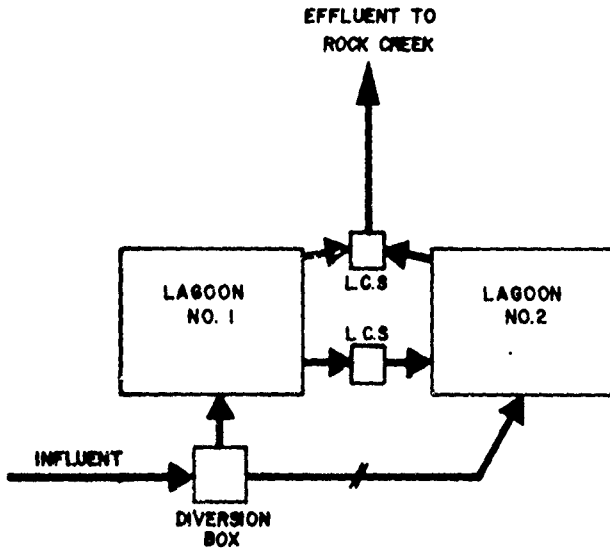 EFFLUENT TO
ROCK CREEK
L.C.S
LAGOON
NO. 1
LAGOON
NO.2
L.C.S
INFLUENT
DIVERSION
BOX